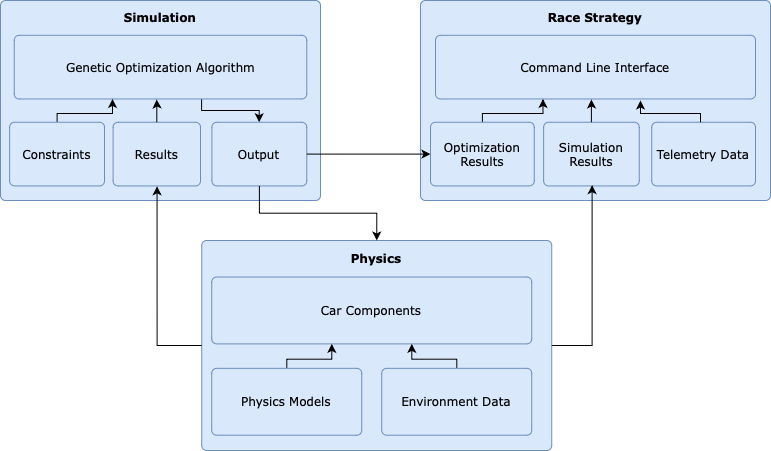 Simulation
Genetic Optimization Algorithm
Constraints
Results
Output
Race Strategy
Command Line Interface
Optimization
Results
Simulation
Results
Telemetry Data
Physics
Car Components
Physics Models
Environment Data